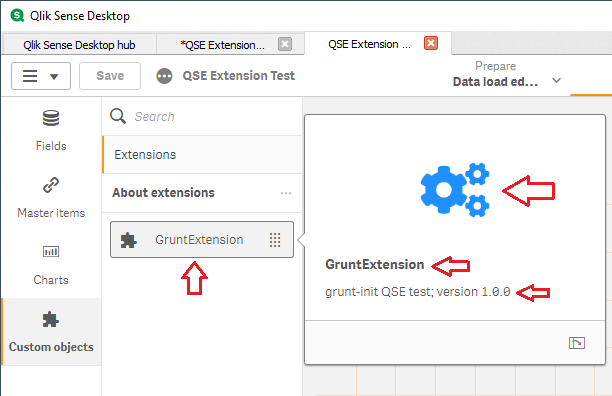 Qlik Sense Desktop
Qlik Sense Desktop hub
*QSE Extension...
QSE Extension ...
Save
QSE Extension Test
Prepare
Data load ed...
Fields
Master items
Charts
Custom objects
Search
Extensions
About extensions
GruntExtension
GruntExtension
grunt-init QSE test; version 1.0.0